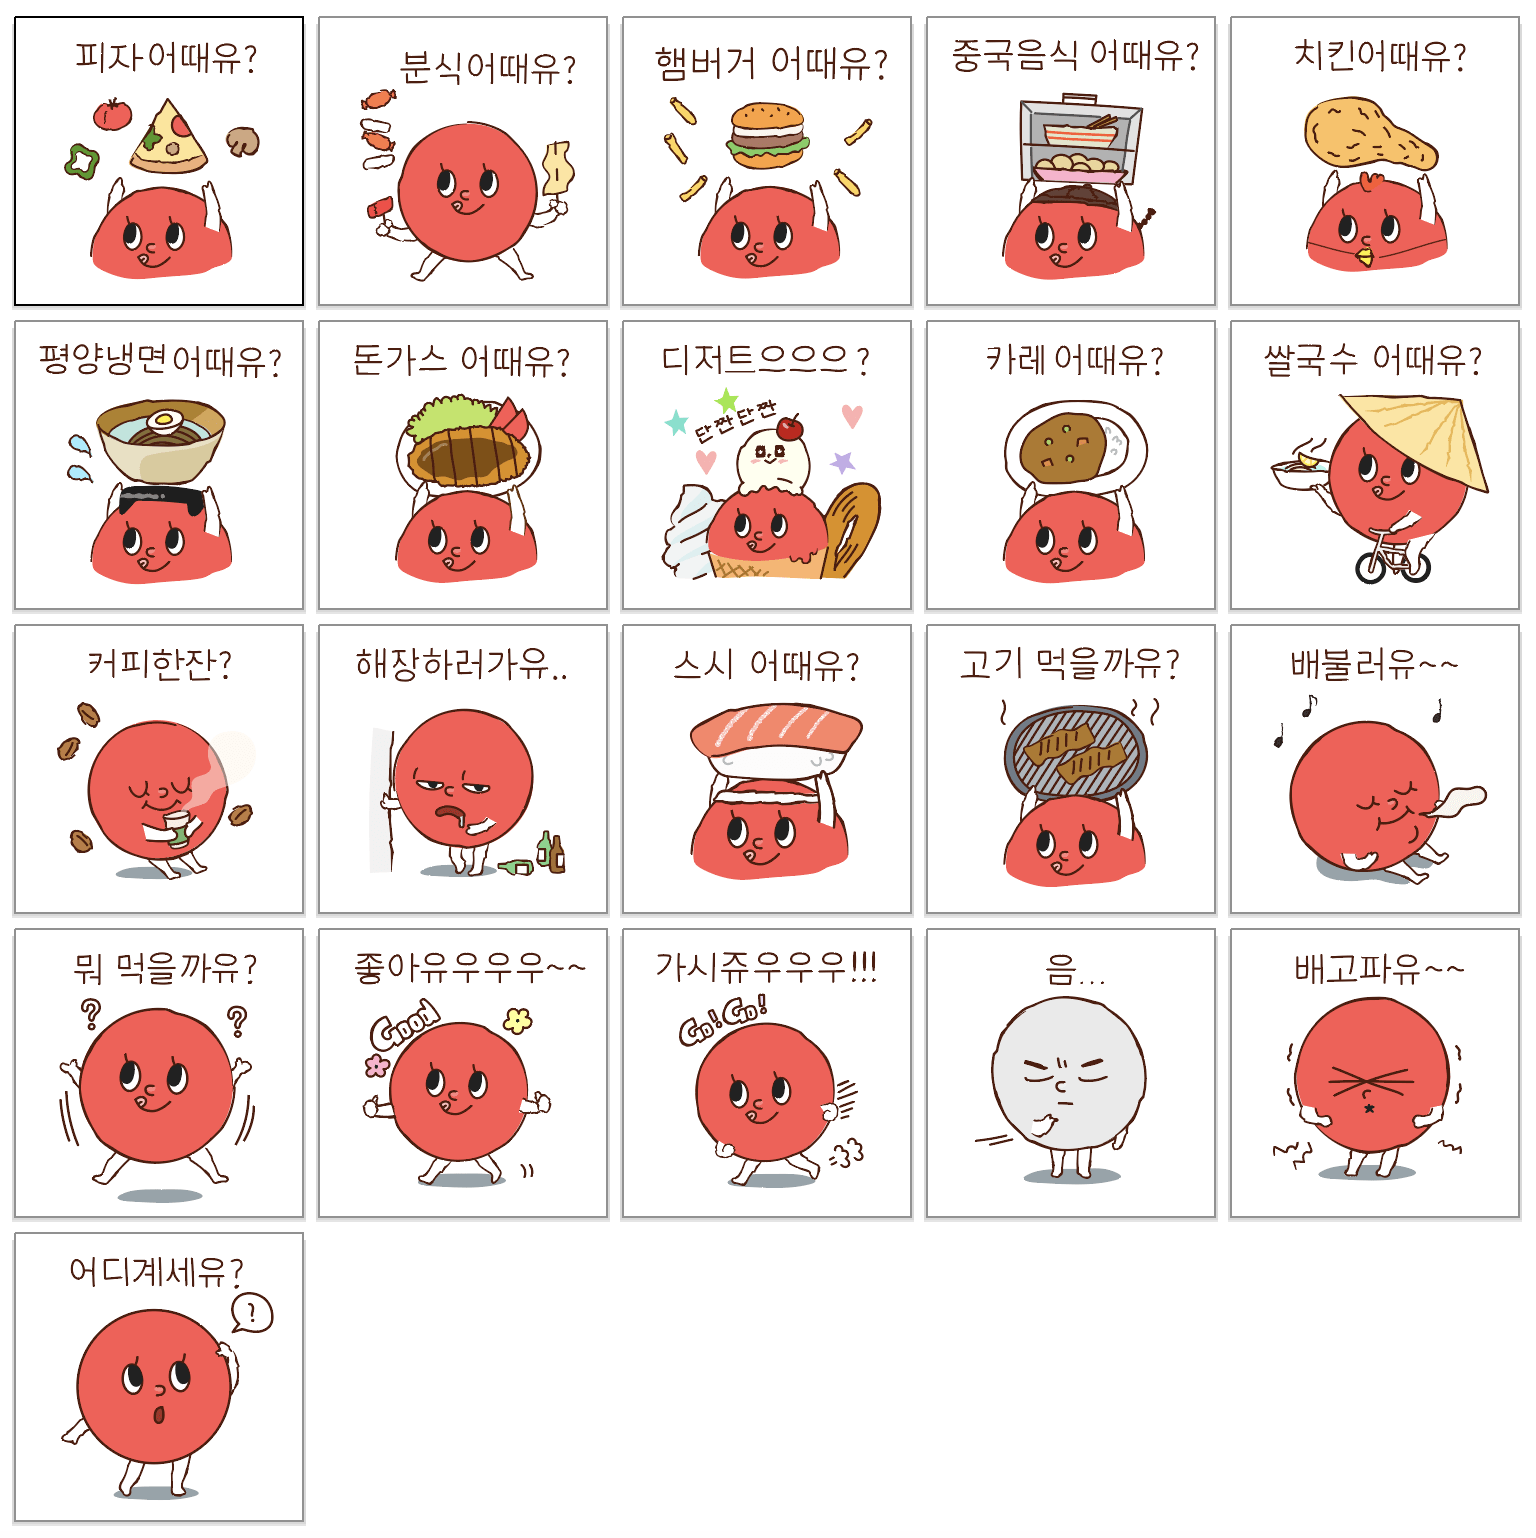 피자 어때유?
분식어때유?
햄버거 어때유?
중국음식 어때유?
치킨어때유?
평양냉면어때유?
돈가스 어때유?
디저트으으으?
단짠단짠
카레 어때유?
쌀국수 어때유?
커피한잔?
해장하러가유..
스시 어때유?
고기 먹을까유?
배불러유~~
뭐 먹을까유?
? ?
좋아유우우우~~
Good
가시쥬우우우!!!
Go! Go!
음...
배고파유~~
어디계세유?
?